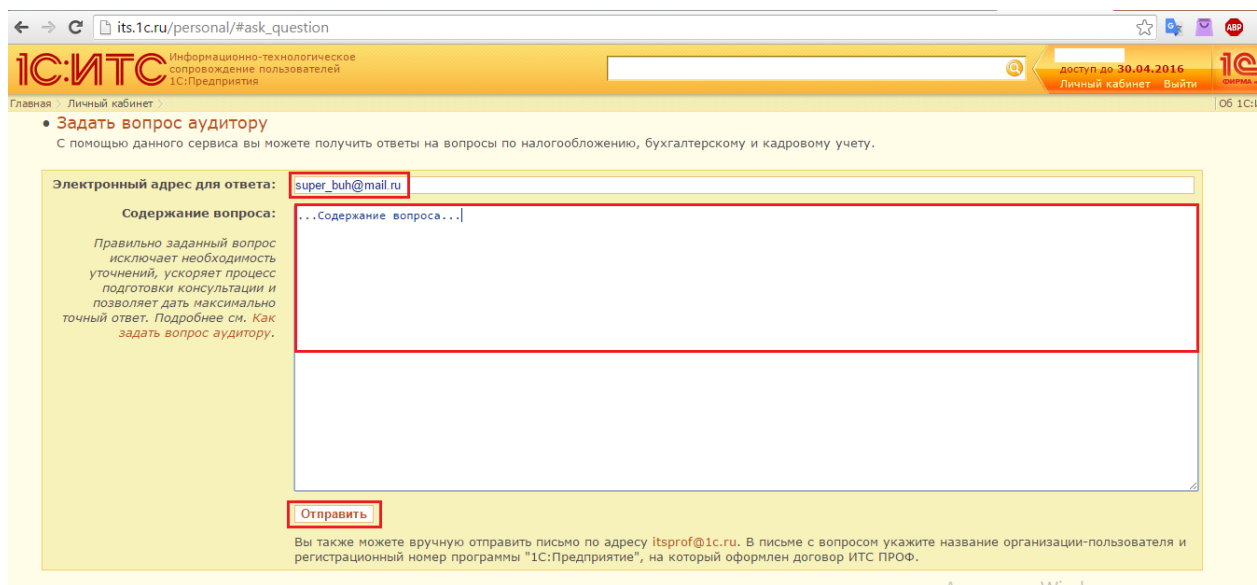 its.1c.ru/personal/#ask_question
ABP
1С:ИТС
Информационно-технологическое
сопровождение пользователей
1С:Предприятия
доступ до 30.04.2016
Личный кабинет Выйти
1С
ФИРМА
Главная > Личный кабинет >
Об 1С:
• Задать вопрос аудитору
С помощью данного сервиса вы можете получить ответы на вопросы по налогообложению, бухгалтерскому и кадровому учету.
Электронный адрес для ответа:
super_buh@mail.ru
Содержание вопроса:
...Содержание вопроса...
Правильно заданный вопрос
исключает необходимость
уточнений, ускоряет процесс
подготовки консультации и
позволяет дать максимально
точный ответ. Подробнее см. Как
задать вопрос аудитору.
Отправить
Вы также можете вручную отправить письмо по адресу itsprof@1c.ru. В письме с вопросом укажите название организации-пользователя и
регистрационный номер программы "1С:Предприятие", на который оформлен договор ИТС ПРОФ.